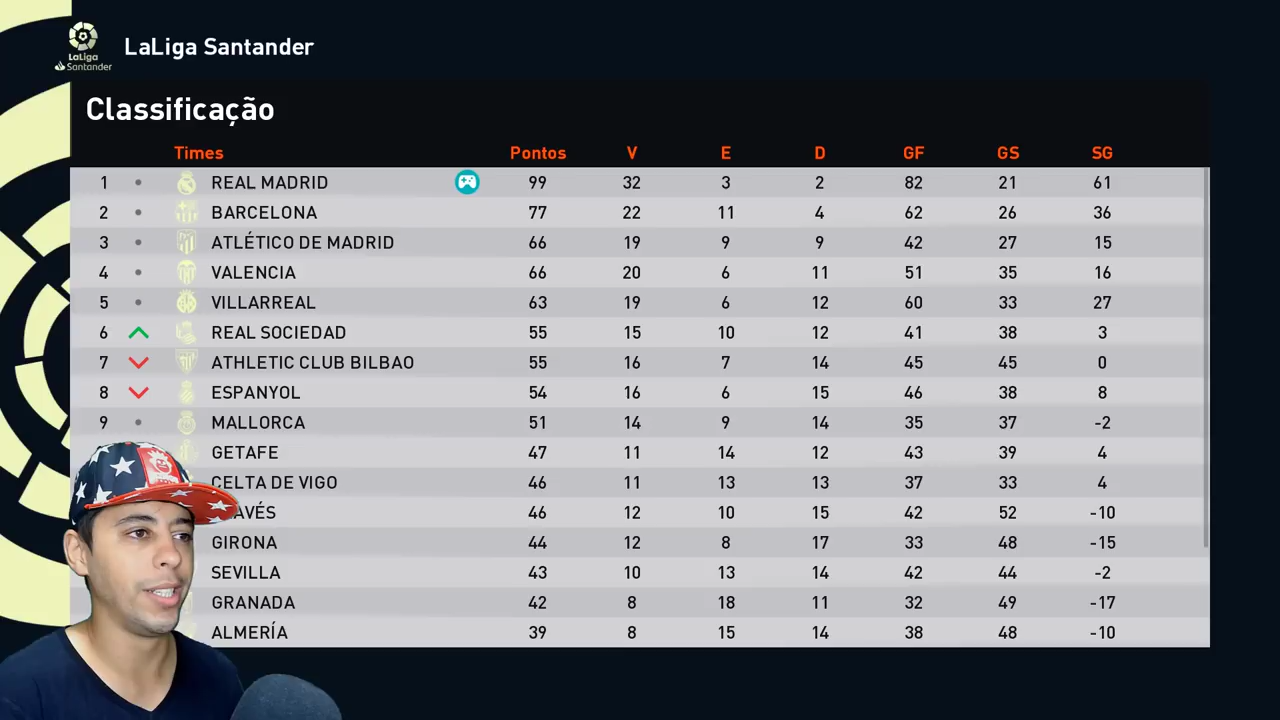 LaLiga
Santander
LaLiga Santander
Classificação
Times Pontos V E D GF GS SG
1 REAL MADRID 99 32 3 2 82 21 61
2 BARCELONA 77 22 11 4 62 26 36
3 ATLÉTICO DE MADRID 66 19 9 9 42 27 15
4 VALENCIA 66 20 6 11 51 35 16
5 VILLARREAL 63 19 6 12 60 33 27
6 REAL SOCIEDAD 55 15 10 12 41 38 3
7 ATHLETIC CLUB BILBAO 55 16 7 14 45 45 0
8 ESPANYOL 54 16 6 15 46 38 8
9 MALLORCA 51 14 9 14 35 37 -2
GETAFE 47 11 14 12 43 39 4
CELTA DE VIGO 46 11 13 13 37 33 4
AVÉS 46 12 10 15 42 52 -10
GIRONA 44 12 8 17 33 48 -15
SEVILLA 43 10 13 14 42 44 -2
GRANADA 42 8 18 11 32 49 -17
ALMERÍA 39 8 15 14 38 48 -10